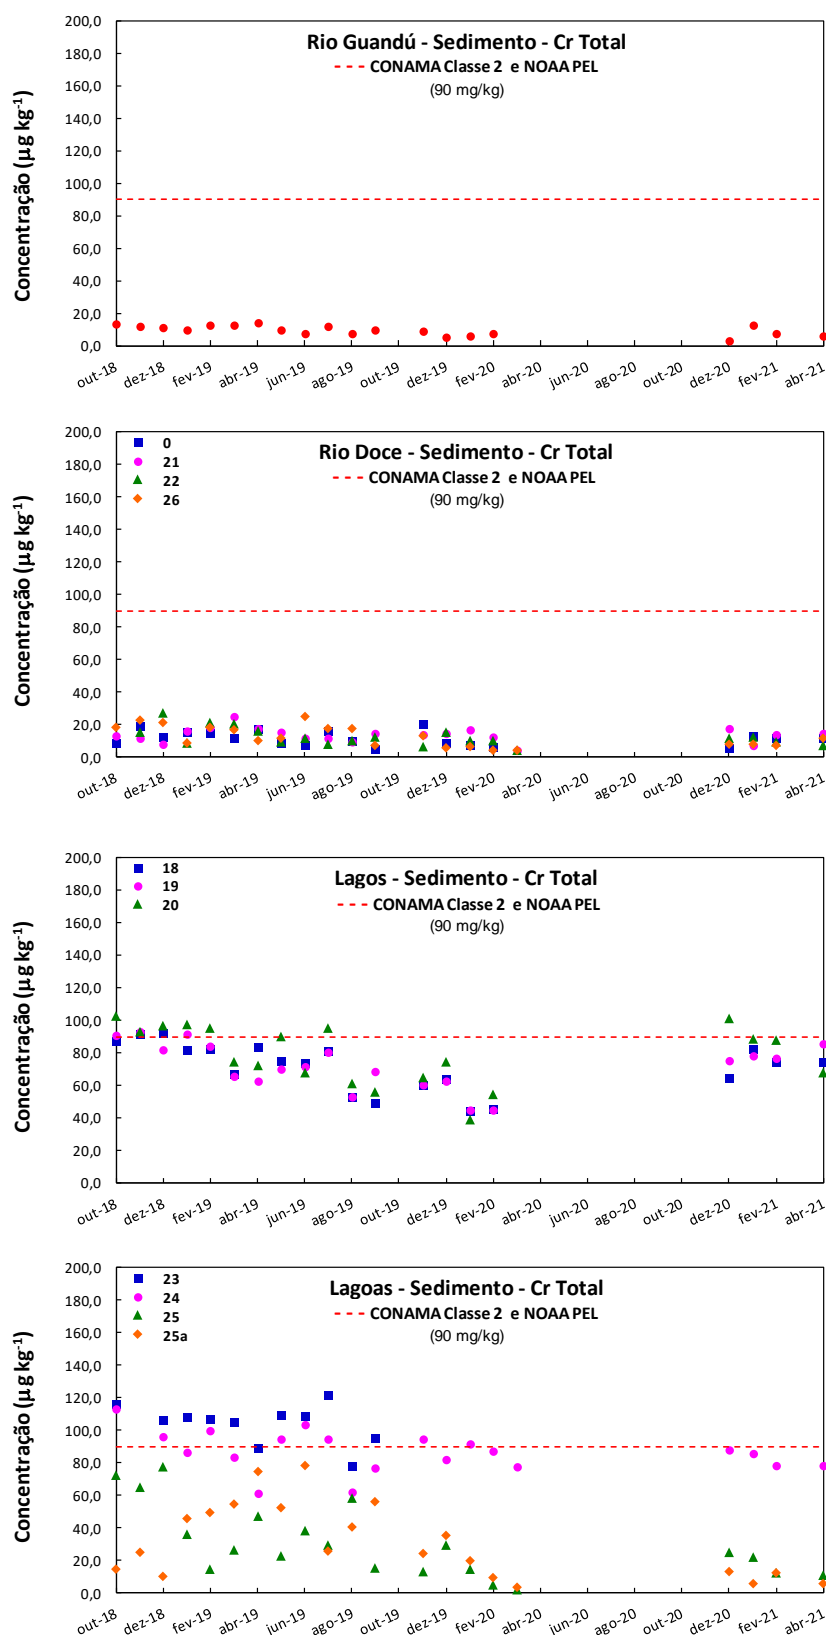 Rio Guandú - Sedimento - Cr Total
CONAMA Classe 2 e NOAA PEL
(90 mg/kg)
Concentração (µg kg-1)
200,0
180,0
160,0
140,0
120,0
100,0
80,0
60,0
40,0
20,0
0,0
out-18
dez-18
fev-19
abr-19
jun-19
ago-19
out-19
dez-19
fev-20
abr-20
jun-20
ago-20
out-20
dez-20
fev-21
abr-21
Rio Doce - Sedimento - Cr Total
CONAMA Classe 2 e NOAA PEL
(90 mg/kg)
0
21
22
26
Concentração (µg kg-1)
200,0
180,0
160,0
140,0
120,0
100,0
80,0
60,0
40,0
20,0
0,0
out-18
dez-18
fev-19
abr-19
jun-19
ago-19
out-19
dez-19
fev-20
abr-20
jun-20
ago-20
out-20
dez-20
fev-21
abr-21
Lagos - Sedimento - Cr Total
CONAMA Classe 2 e NOAA PEL
(90 mg/kg)
18
19
20
Concentração (µg kg-1)
200,0
180,0
160,0
140,0
120,0
100,0
80,0
60,0
40,0
20,0
0,0
out-18
dez-18
fev-19
abr-19
jun-19
ago-19
out-19
dez-19
fev-20
abr-20
jun-20
ago-20
out-20
dez-20
fev-21
abr-21
Lagoas - Sedimento - Cr Total
CONAMA Classe 2 e NOAA PEL
(90 mg/kg)
23
24
25
25a
Concentração (µg kg-1)
200,0
180,0
160,0
140,0
120,0
100,0
80,0
60,0
40,0
20,0
0,0
out-18
dez-18
fev-19
abr-19
jun-19
ago-19
out-19
dez-19
fev-20
abr-20
jun-20
ago-20
out-20
dez-20
fev-21
abr-21